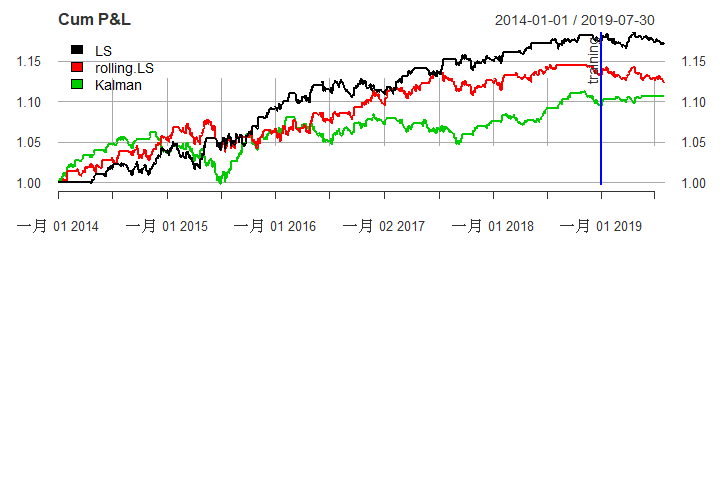 Cum P&L
2014-01-01 / 2019-07-30
LS
rolling.LS
Kalman
training
1.15
1.10
1.05
1.00
1.15
1.10
1.05
1.00
一月 01 2014
一月 01 2015
一月 01 2016
一月 02 2017
一月 01 2018
一月 01 2019